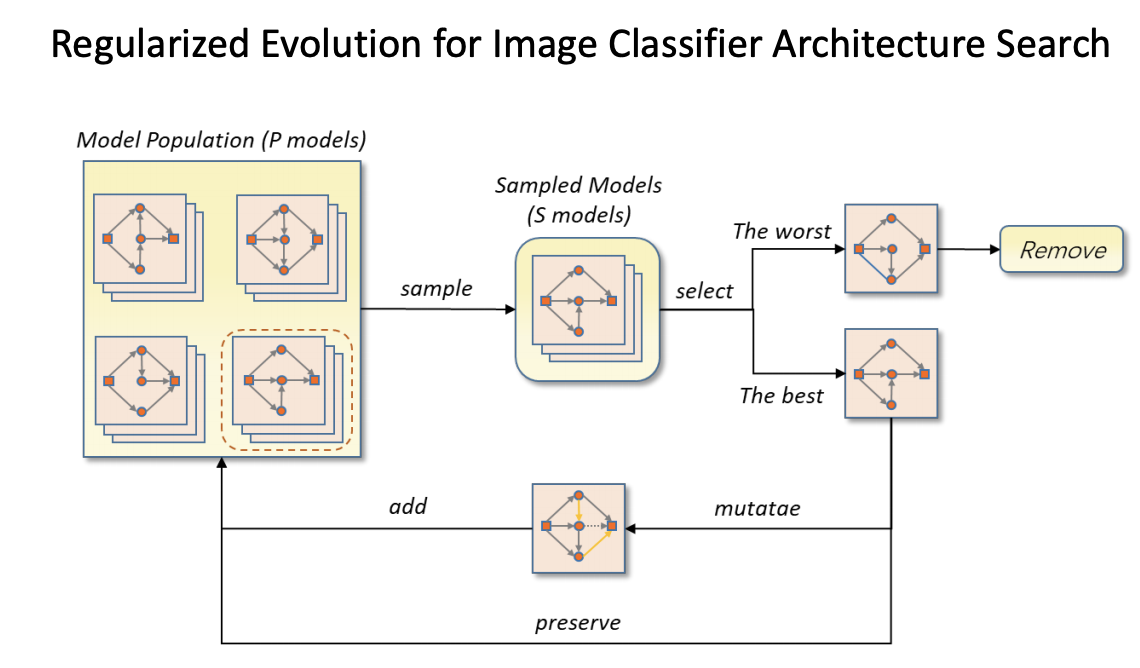 Regularized Evolution for Image Classifier Architecture Search
Model Population (P models)
Sampled Models
(S models)
The worst
Remove
sample
select
The best
add
mutatae
preserve